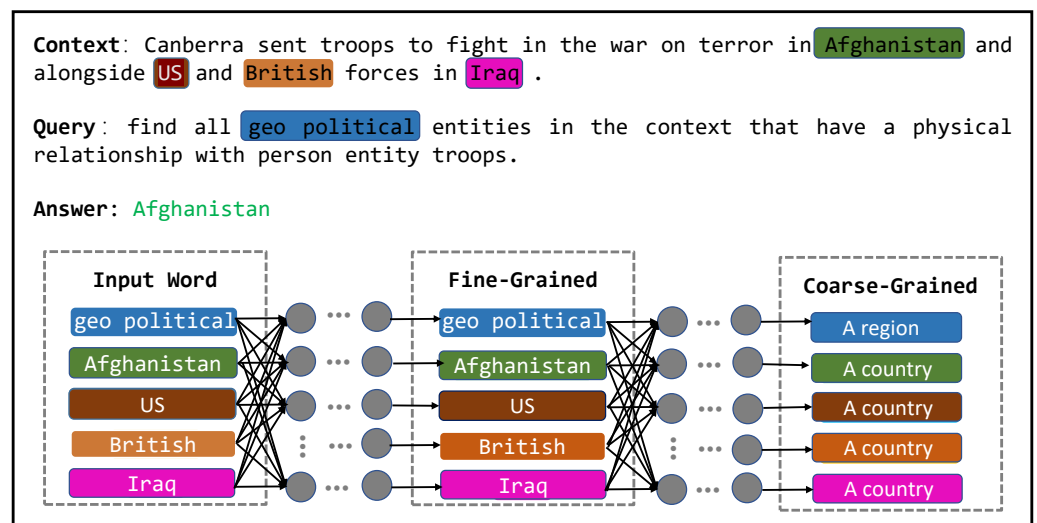 Context: Canberra sent troops to fight in the war on terror in Afghanistan and
alongside US and British forces in Iraq .
Query: find all geo political entities in the context that have a physical
relationship with person entity troops.
Answer: Afghanistan
Input Word
geo political
Afghanistan
US
British
Iraq
Fine-Grained
geo political
Afghanistan
US
British
Iraq
Coarse-Grained
A region
A country
A country
A country
A country